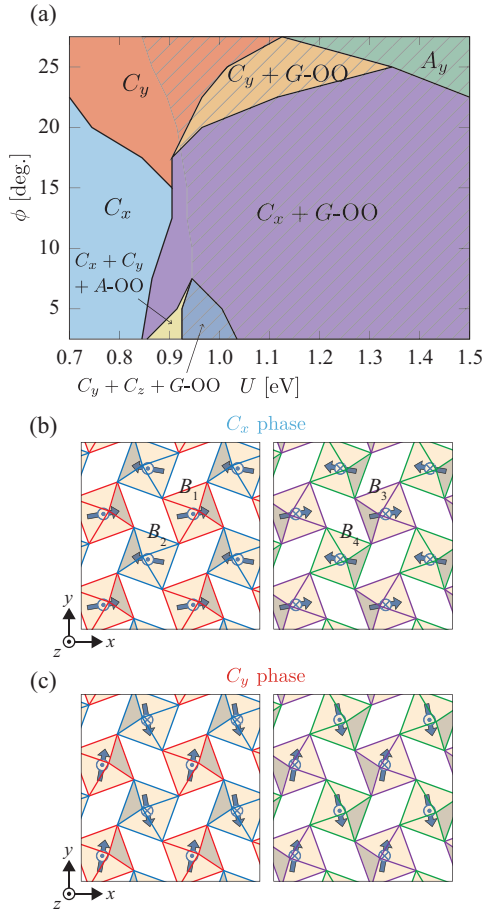 (a)
25
20
15
10
5
ϕ [deg.]
C_y
C_y + G-OO
A_y
C_x
C_x + G-OO
C_x + C_y
+ A-OO
0.7 0.8 0.9 1.0 1.1 1.2 1.3 1.4 1.5
C_y + C_z + G-OO U [eV]
(b) C_x phase
B_1 B_3
B_2 B_4
y
z x
(c) C_y phase
y
z x